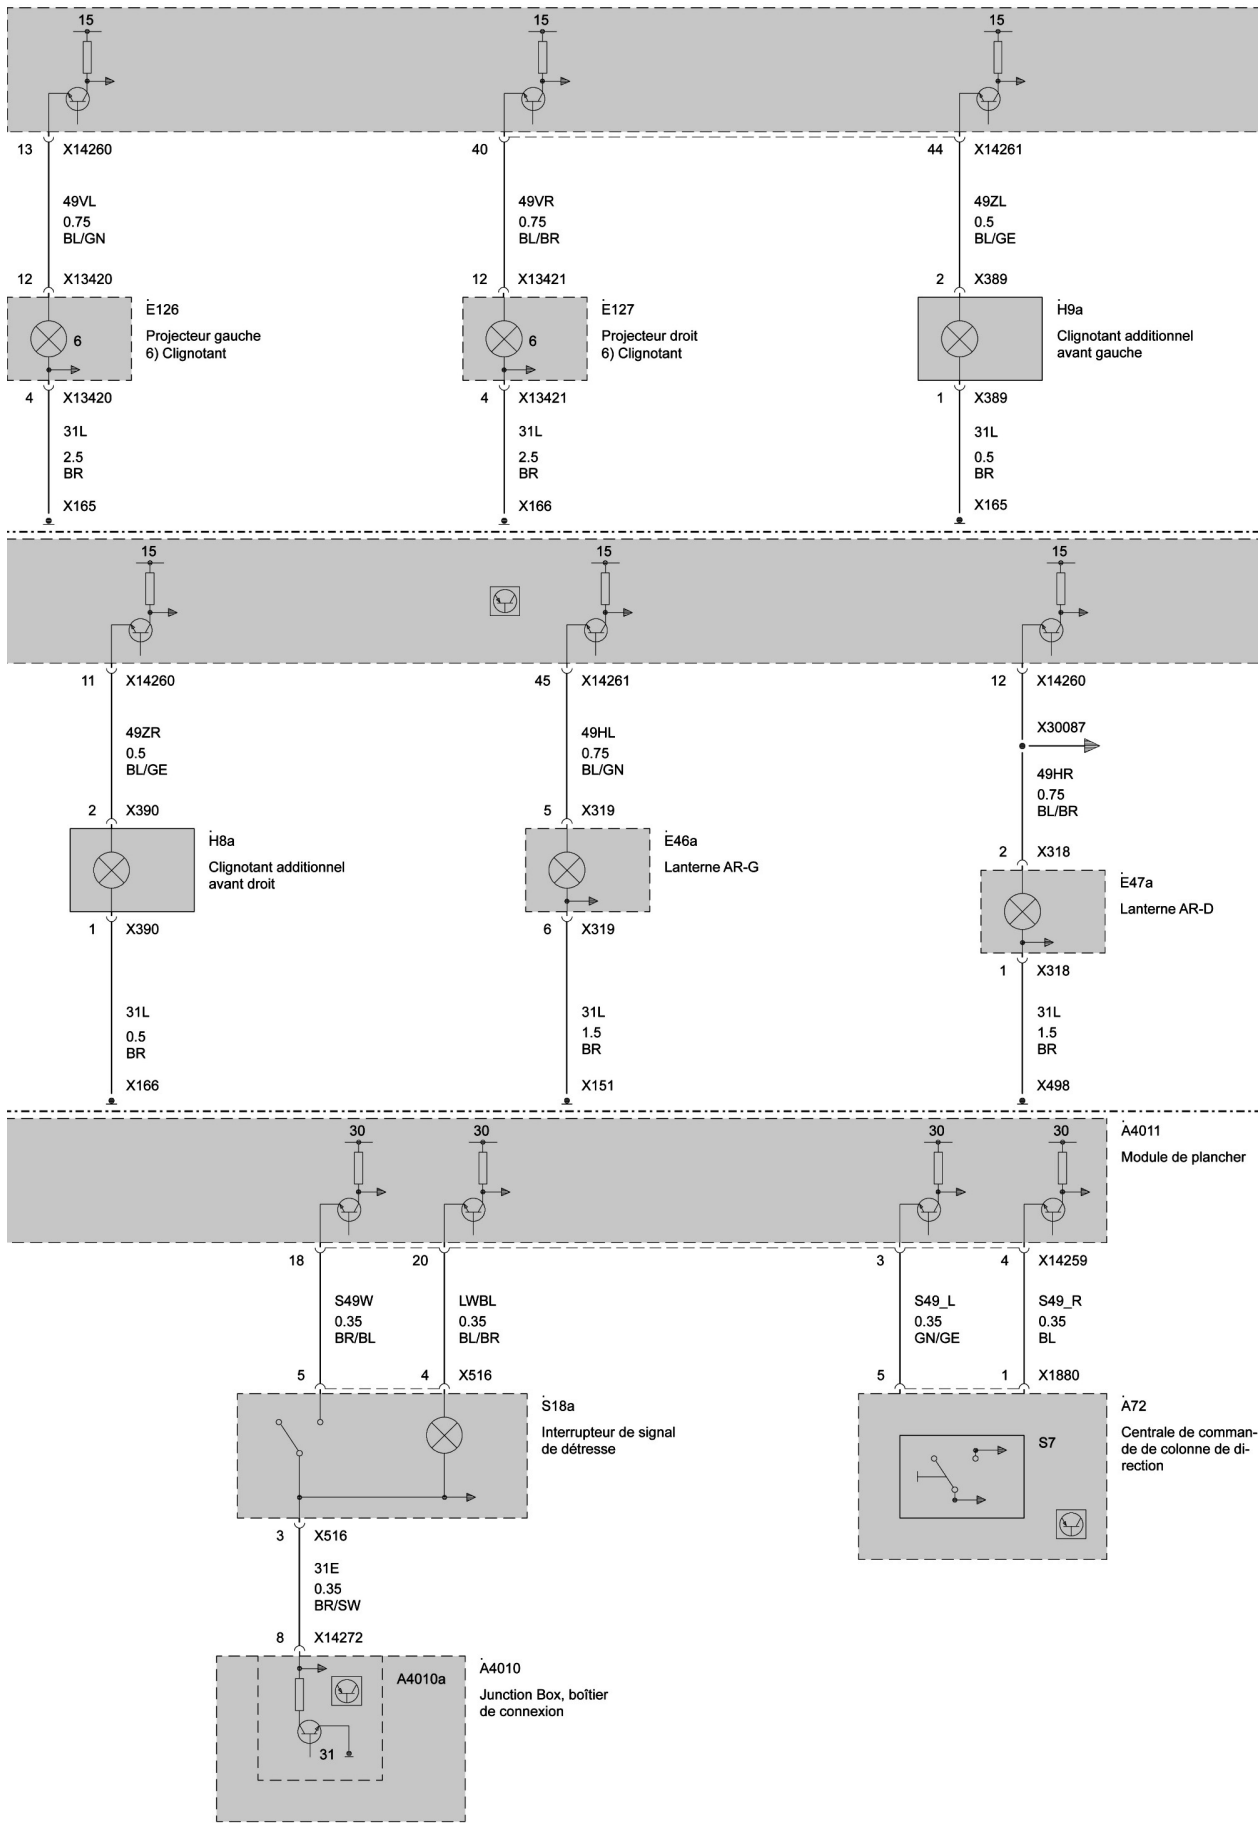 15 15 15
13 X14260 40 44 X14261
49VL 49VR 49ZL
0.75 0.75 0.5
BL/GN BL/BR BL/GE
12 X13420 12 X13421 2 X389
E126 E127 H9a
6 Projecteur gauche 6 Projecteur droit Clignotant additionnel
6) Clignotant 6) Clignotant avant gauche
4 X13420 4 X13421 1 X389
31L 31L 31L
2.5 2.5 0.5
BR BR BR
X165 X166 X165
15 15 15
11 X14260 45 X14261 12 X14260
X30087
49ZR 49HL
0.5 0.75
BL/GE BL/GN
49HR
0.75
BL/BR
2 X390 5 X319
H8a E46a
2 X318
Clignotant additionnel Lanterne AR-G
avant droit
E47a
Lanterne AR-D
1 X390 6 X319
1 X318
31L 31L 31L
0.5 1.5 1.5
BR BR BR
X166 X151 X498
30 30 30 30 A4011
Module de plancher
18 20 3 4 X14259
S49W LWBL S49_L S49_R
0.35 0.35 0.35 0.35
BR/BL BL/BR GN/GE BL
5 4 X516 5 1 X1880
S18a A72
Interrupteur de signal Centrale de comman-
de détresse S7 de de colonne de di-
rection
3 X516
31E
0.35
BR/SW
8 X14272
A4010a A4010
Junction Box, boîtier
de connexion
31